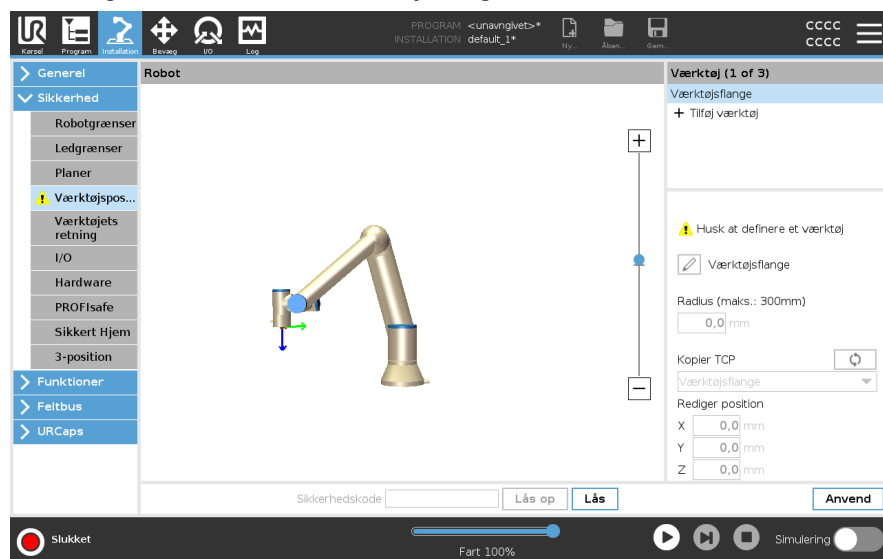 PROGRAM <unavngivet>*
INSTALLATION default_1*
UR
Kørsel
Program
Installation
Bevæg
I/O
Log
Ny...
Åben...
Gem...
cccc
cccc
Generel
Sikkerhed
Robotgrænser
Ledgrænser
Planer
Værktøjspos...
Værktøjets
retning
I/O
Hardware
PROFIsafe
Sikkert Hjem
3-position
Funktioner
Feltbus
URCaps
Robot
Værktøj (1 of 3)
Værktøjsflange
+ Tilføj værktøj
Husk at definere et værktøj
Værktøjsflange
Radius (maks.: 300mm)
0,0 mm
Kopier TCP
Værktøjsflange
Rediger position
X 0,0 mm
Y 0,0 mm
Z 0,0 mm
Sikkerhedskode
Lås op
Lås
Anvend
Slukket
Fart 100%
Simulering